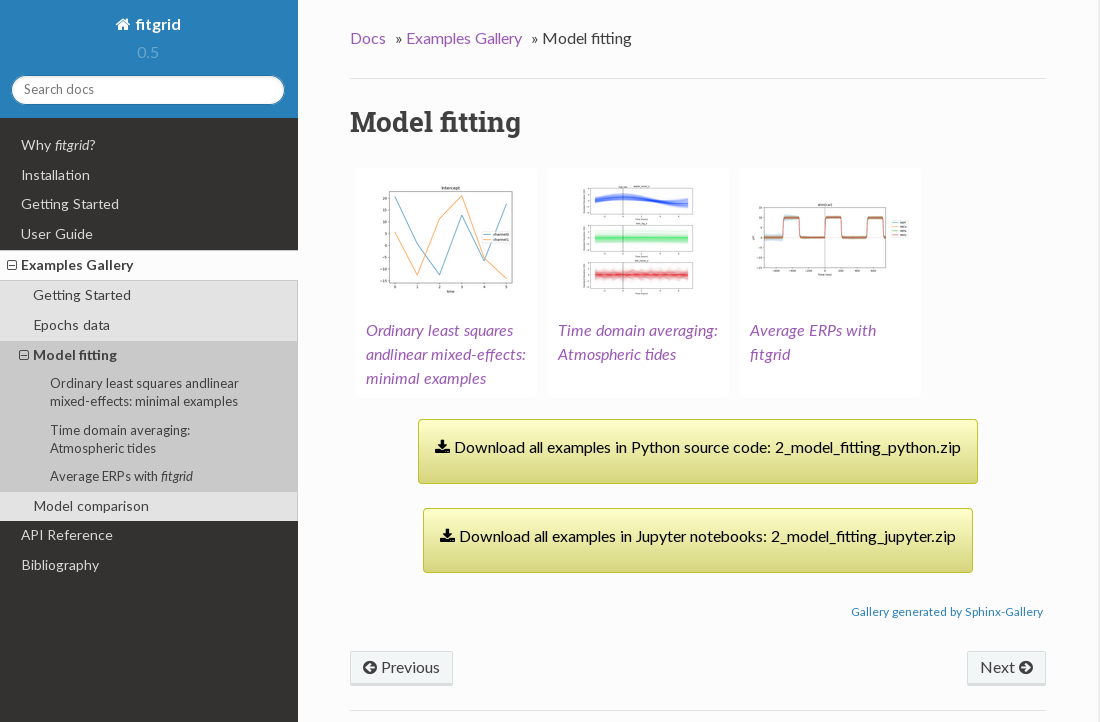 fitgrid
0.5
Search docs
Why fitgrid?
Installation
Getting Started
User Guide
Examples Gallery
Getting Started
Epochs data
Model fitting
Ordinary least squares andlinear
mixed-effects: minimal examples
Time domain averaging:
Atmospheric tides
Average ERPs with fitgrid
Model comparison
API Reference
Bibliography
Docs » Examples Gallery » Model fitting
Model fitting
Intercept
channel0
channel1
time
Ordinary least squares
andlinear mixed-effects:
minimal examples
Time domain averaging:
Atmospheric tides
Average ERPs with
fitgrid
Download all examples in Python source code: 2_model_fitting_python.zip
Download all examples in Jupyter notebooks: 2_model_fitting_jupyter.zip
Gallery generated by Sphinx-Gallery
Previous
Next